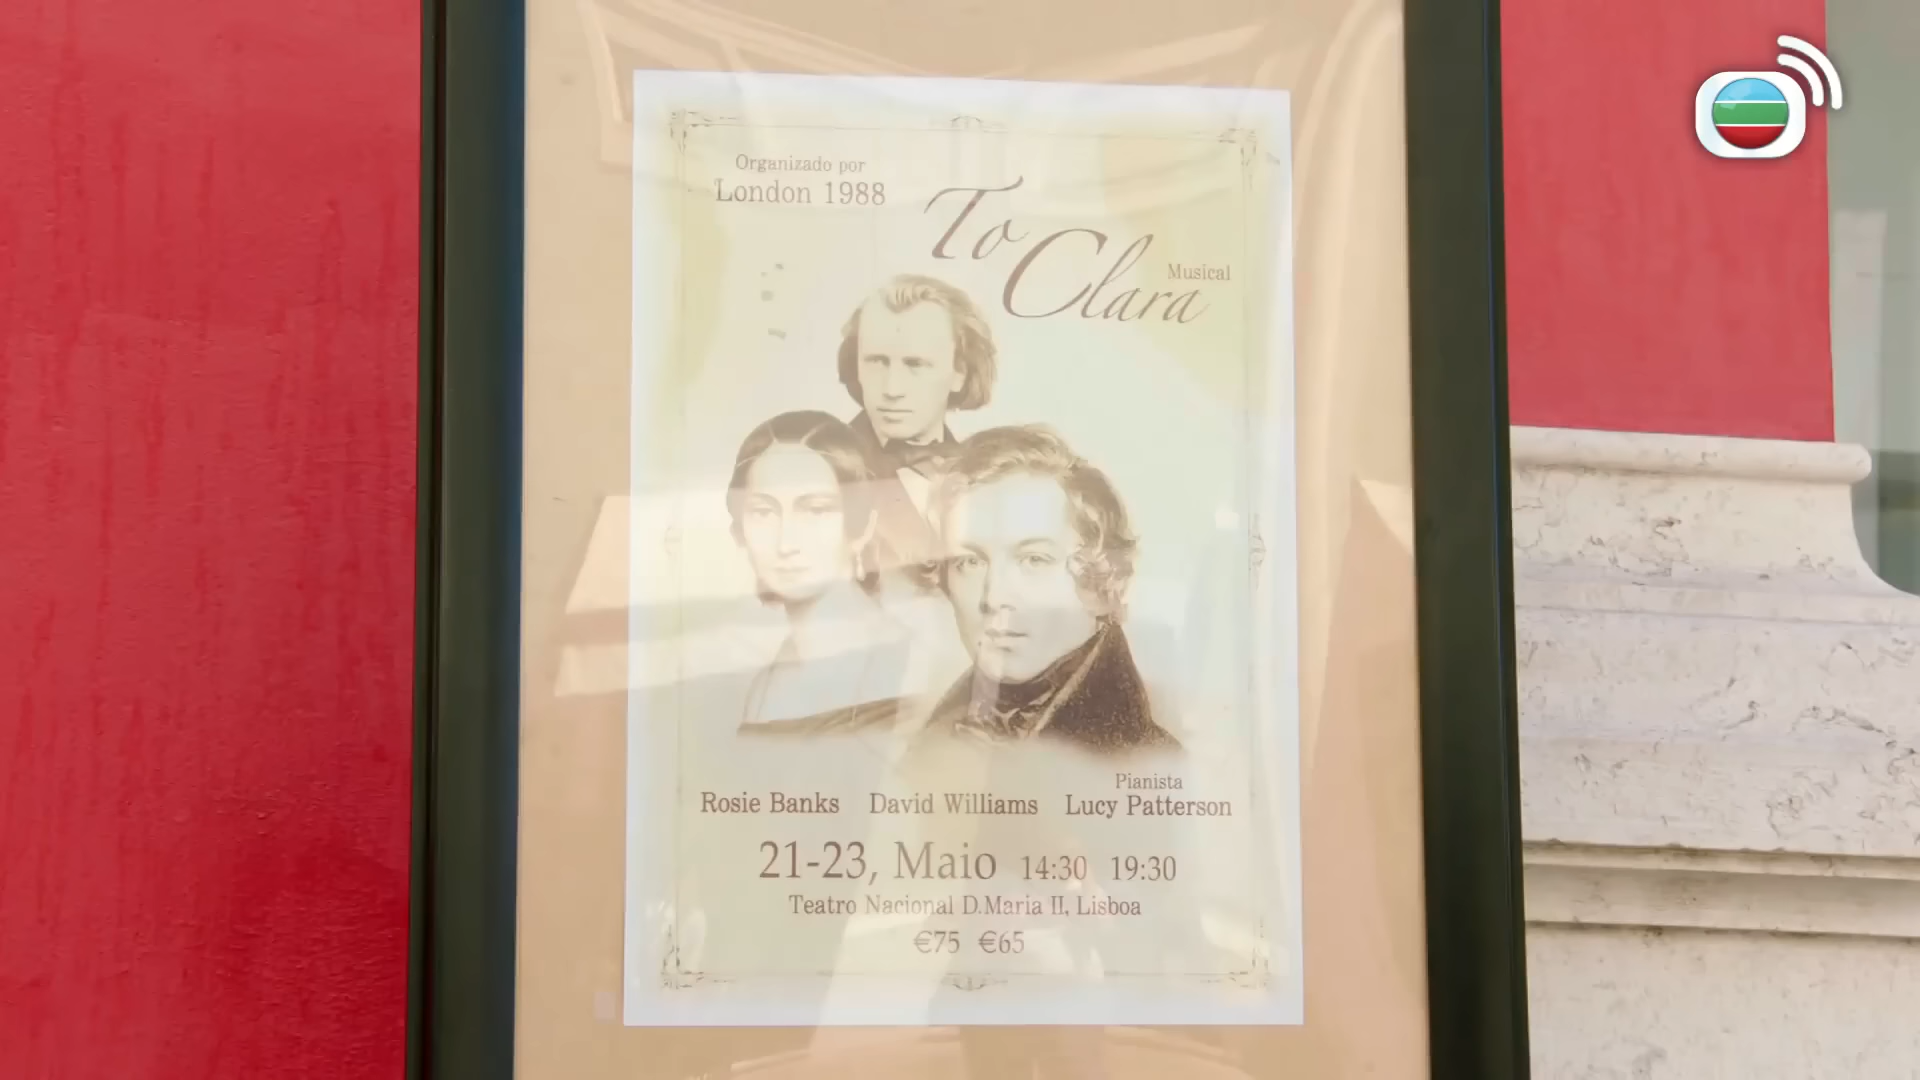 Organizado por
London 1988
To
Clara
Musical
Pianista
Rosie Banks David Williams Lucy Patterson
21-23, Maio 14:30 19:30
Teatro Nacional D.Maria II, Lisboa
€75 €65